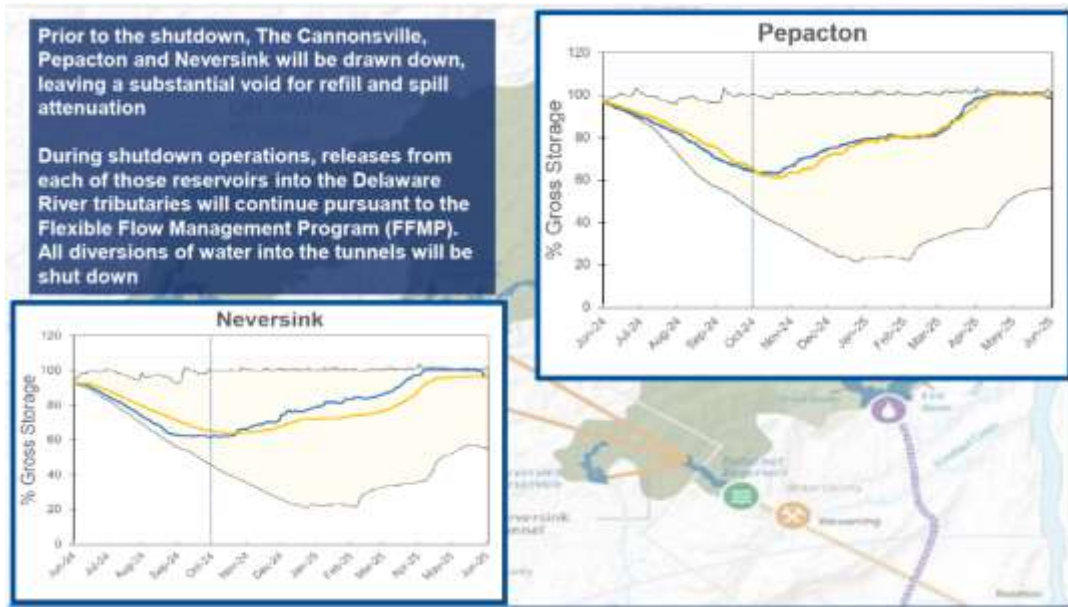 Prior to the shutdown, The Cannonsville,
Pepacton and Neversink will be drawn down,
leaving a substantial void for refill and spill
attenuation
During shutdown operations, releases from
each of those reservoirs into the Delaware
River tributaries will continue pursuant to the
Flexible Flow Management Program (FFMP).
All diversions of water into the tunnels will be
shut down
Pepacton
% Gross Storage
120
100
80
60
40
20
0
Jun-24
Jul-24
Aug-24
Sep-24
Oct-24
Nov-24
Dec-24
Jan-25
Feb-25
Mar-25
Apr-25
May-25
Jun-25
Neversink
% Gross Storage
120
100
80
60
40
20
0
Jun-24
Jul-24
Aug-24
Sep-24
Oct-24
Nov-24
Dec-24
Jan-25
Feb-25
Mar-25
Apr-25
May-25
Jun-25
Wawarsing